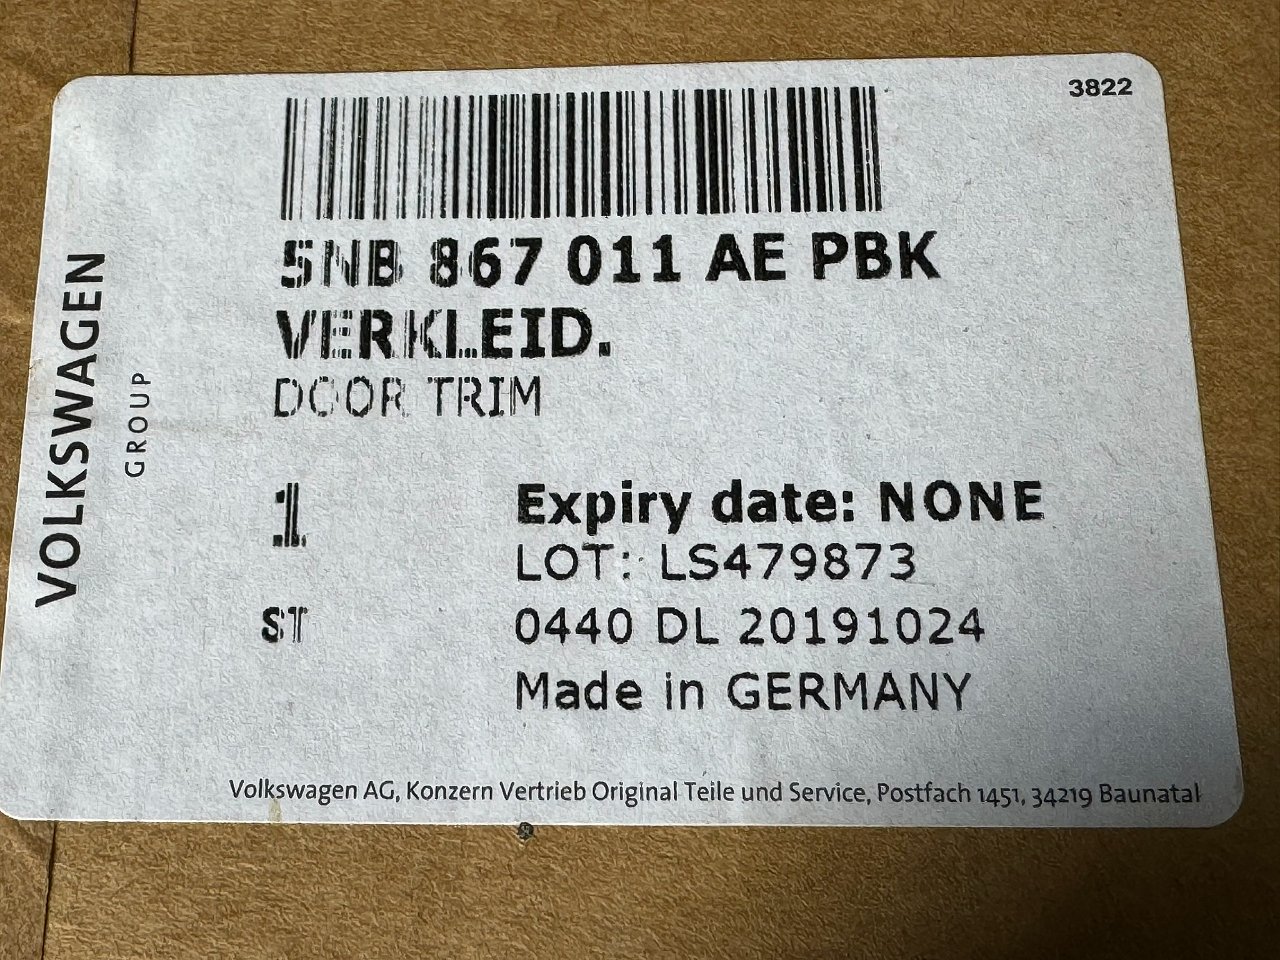 3822
5NB 867 011 AE PBK
VERKLEID.
DOOR TRIM
1
Expiry date: NONE
LOT: LS479873
ST
0440 DL 20191024
Made in GERMANY
Volkswagen AG, Konzern Vertrieb Original Teile und Service, Postfach 1451, 34219 Baunatal
VOLKSWAGEN
GROUP